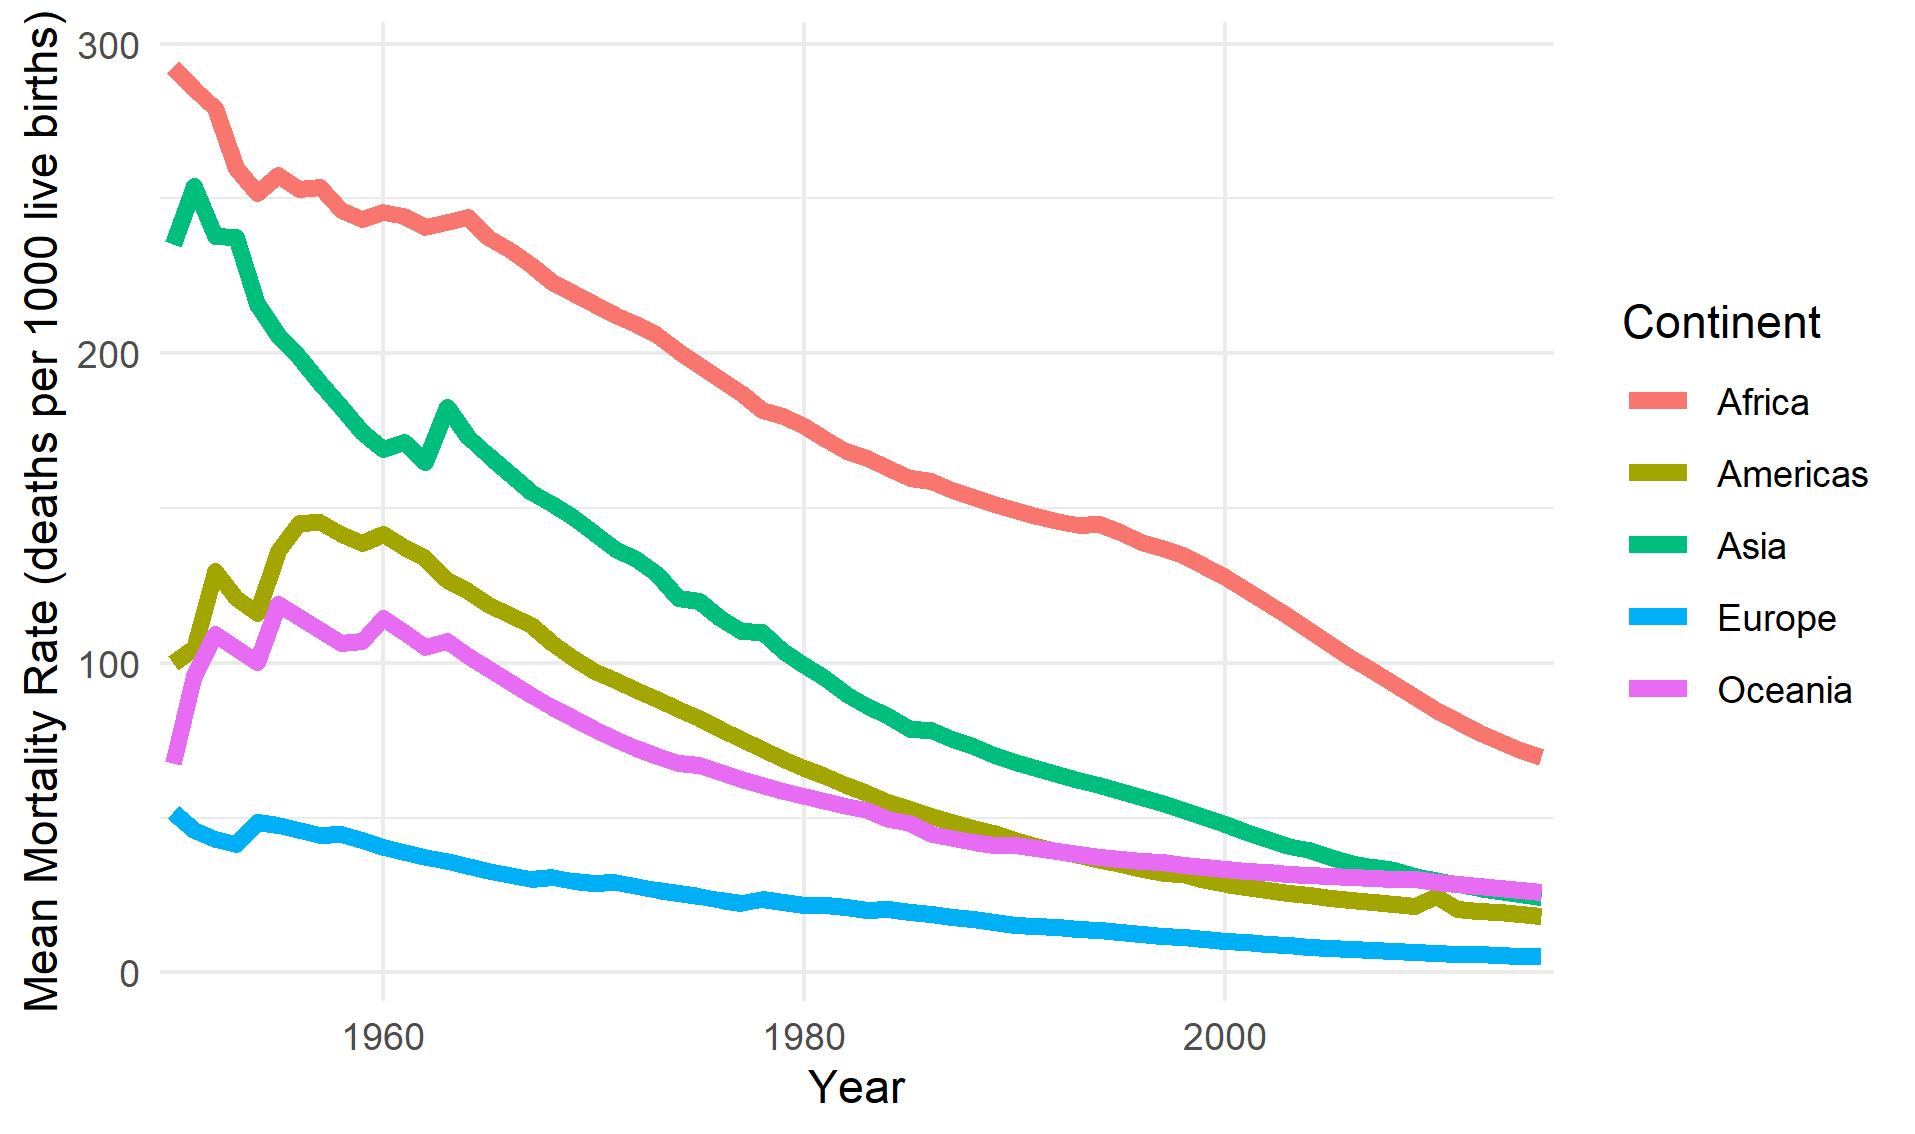 Mean Mortality Rate (deaths per 1000 live births)
300
200
100
0
1960
1980
2000
Year
Continent
Africa
Americas
Asia
Europe
Oceania